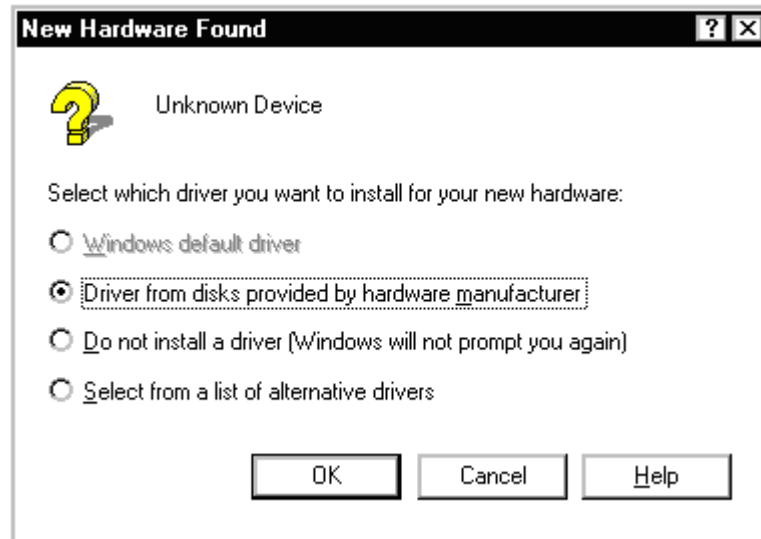 New Hardware Found
Unknown Device
Select which driver you want to install for your new hardware:
Windows default driver
Driver from disks provided by hardware manufacturer
Do not install a driver (Windows will not prompt you again)
Select from a list of alternative drivers
OK Cancel Help